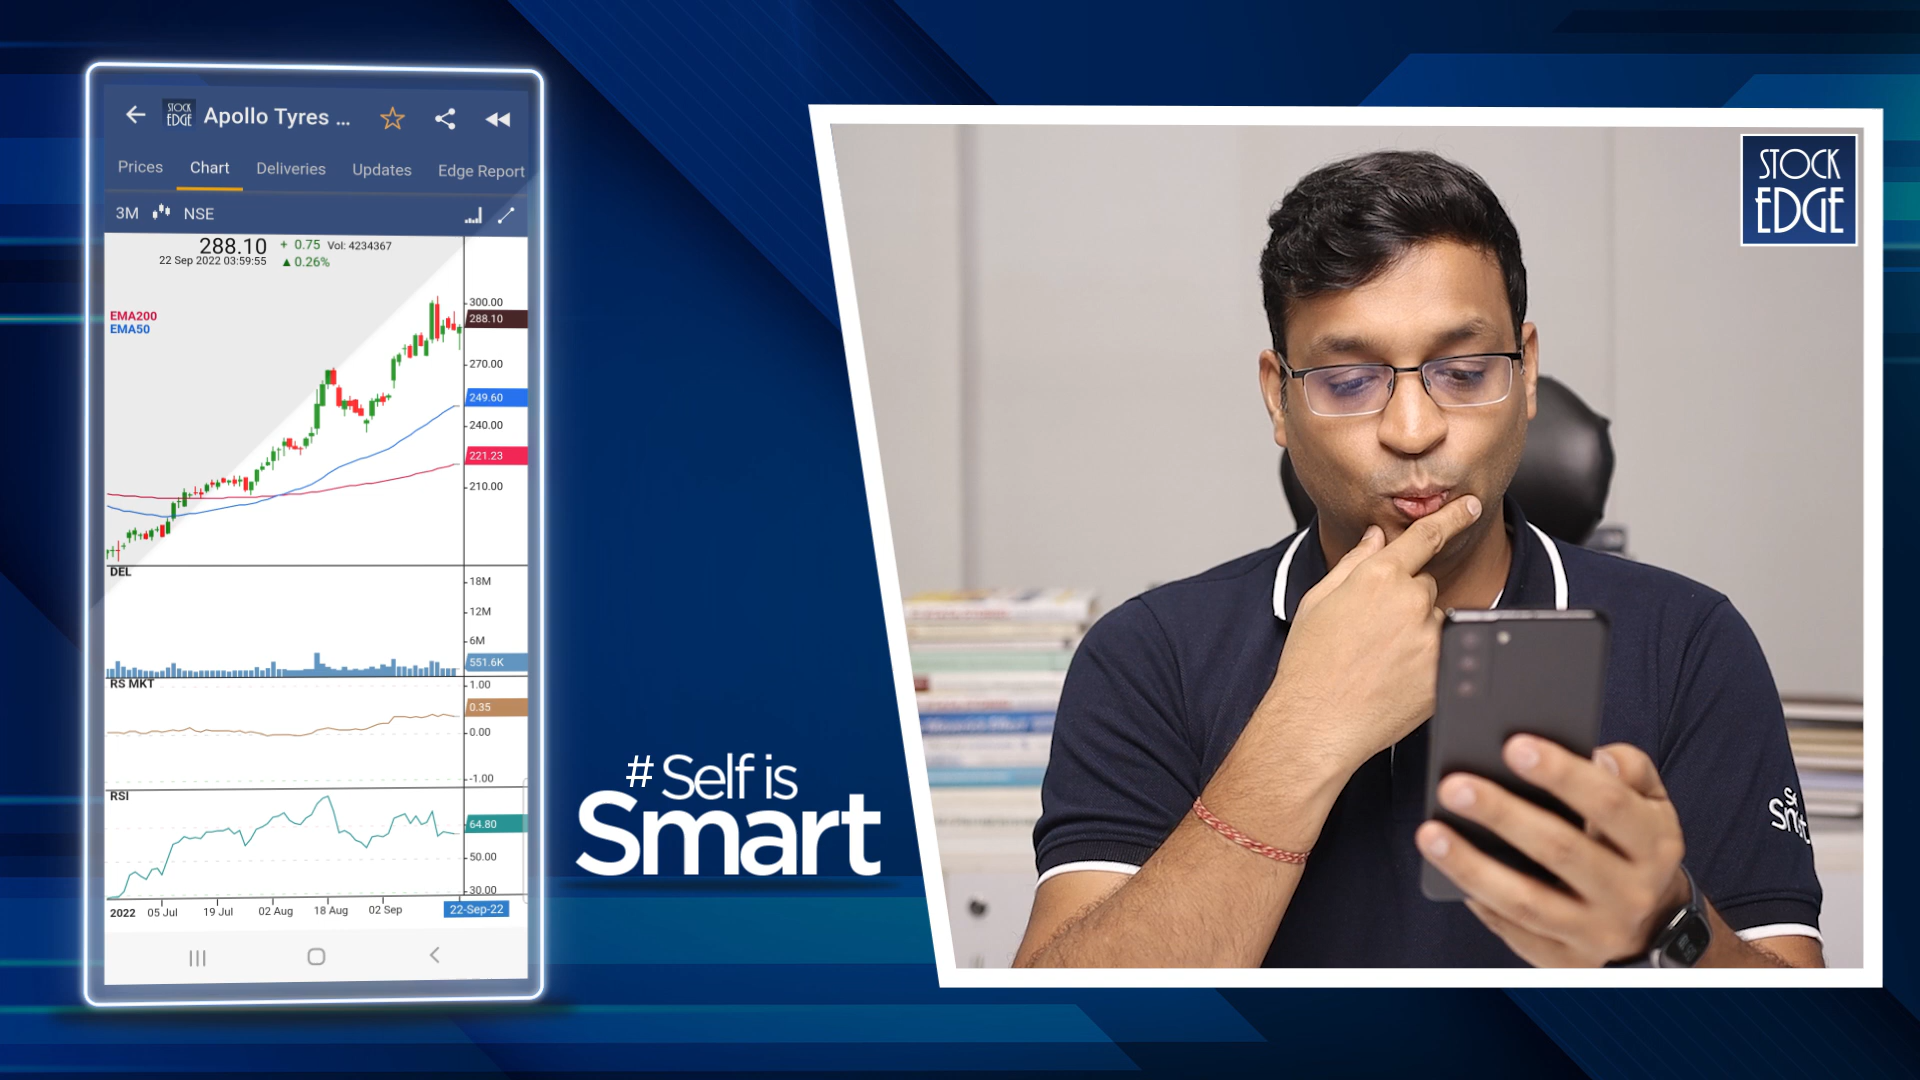 STOCK
EDGE
Apollo Tyres ...
Prices
Chart
Deliveries
Updates
Edge Report
3M
NSE
288.10
+ 0.75 Vol: 4234367
22 Sep 2022 03:59:55
▲ 0.26%
EMA200
EMA50
300.00
288.10
270.00
249.60
240.00
221.23
210.00
DEL
18M
12M
6M
551.6K
RS MKT
1.00
0.35
0.00
-1.00
RSI
64.80
50.00
30.00
2022
05 Jul
19 Jul
02 Aug
18 Aug
02 Sep
22-Sep-22
# Self is
Smart
STOCK
EDGE